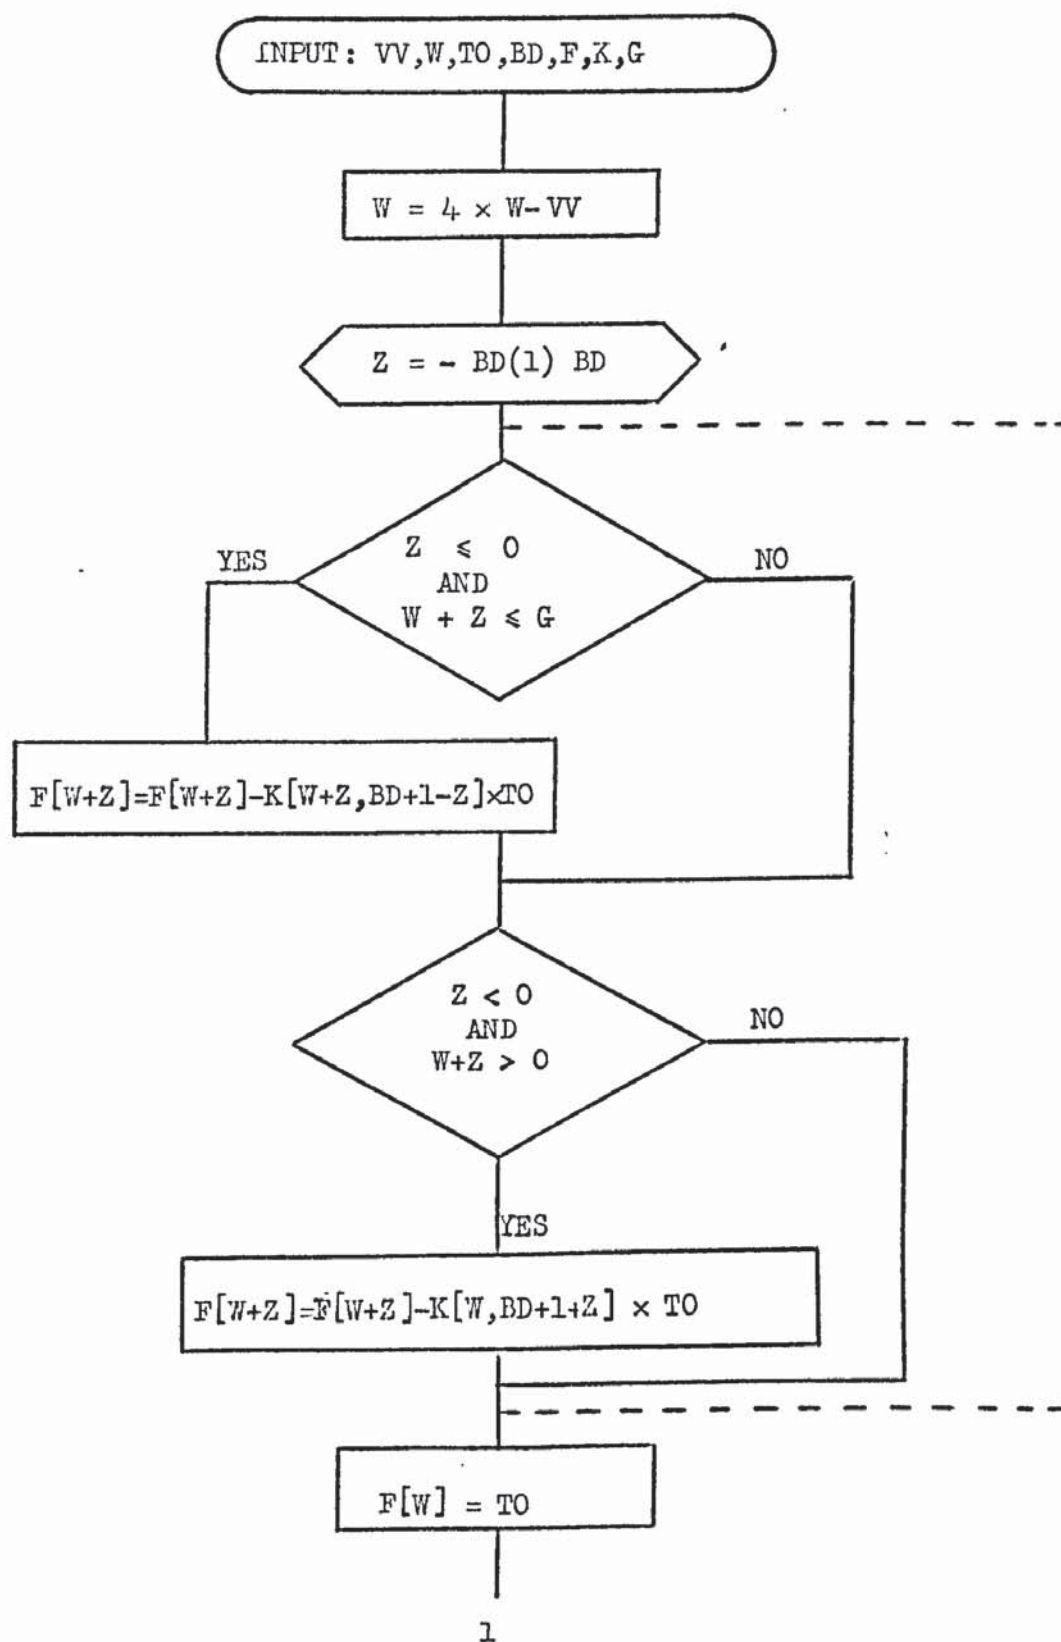 INPUT: VV,W,TO,BD,F,K,G
W = 4 × W-VV
Z = - BD(1) BD
Z ⩽ 0
AND
W + Z ⩽ G
YES
NO
F[W+Z]=F[W+Z]-K[W+Z,BD+1-Z]×TO
Z < 0
AND
W+Z > 0
NO
YES
F[W+Z]=F[W+Z]-K[W,BD+1+Z] × TO
F[W] = TO
1